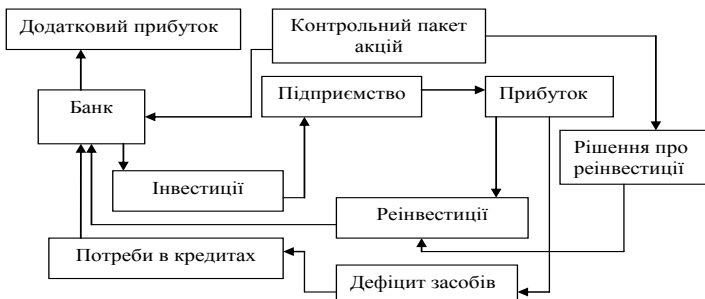 Додатковий прибуток
Контрольний пакет
акцій
Банк
Підприємство
Прибуток
Рішення про
реінвестиції
Інвестиції
Реінвестиції
Потреби в кредитах
Дефіцит засобів